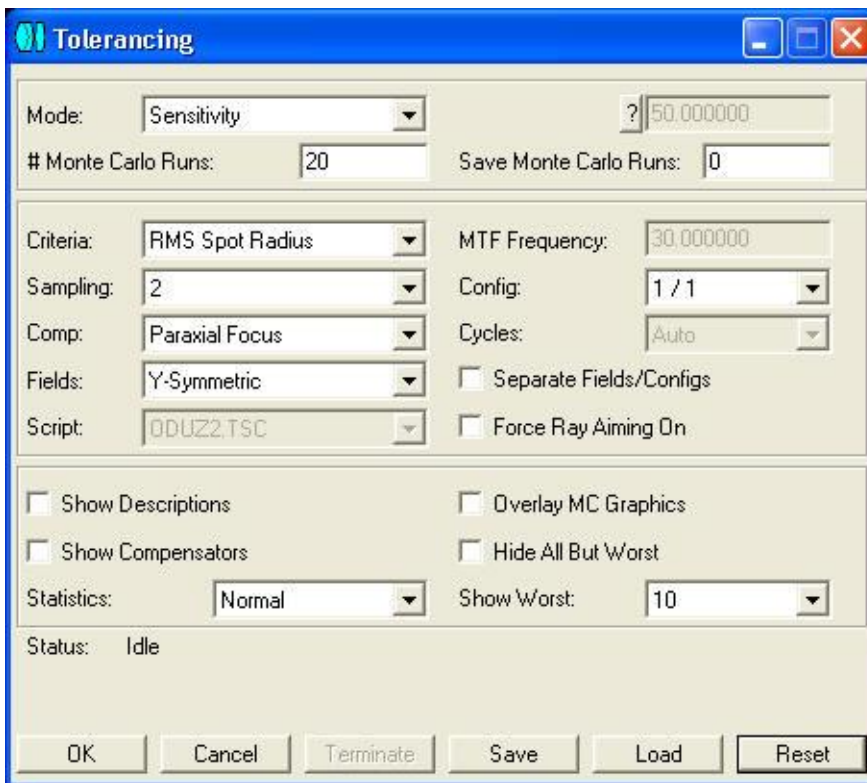 Tolerancing
Mode: Sensitivity ? 50.000000
# Monte Carlo Runs: 20 Save Monte Carlo Runs: 0
Criteria: RMS Spot Radius MTF Frequency: 30.000000
Sampling: 2 Config: 1 / 1
Comp: Paraxial Focus Cycles: Auto
Fields: Y-Symmetric Separate Fields/Configs
Script: ODUZ2.TSC Force Ray Aiming On
Show Descriptions Overlay MC Graphics
Show Compensators Hide All But Worst
Statistics: Normal Show Worst: 10
Status: Idle
OK Cancel Terminate Save Load Reset